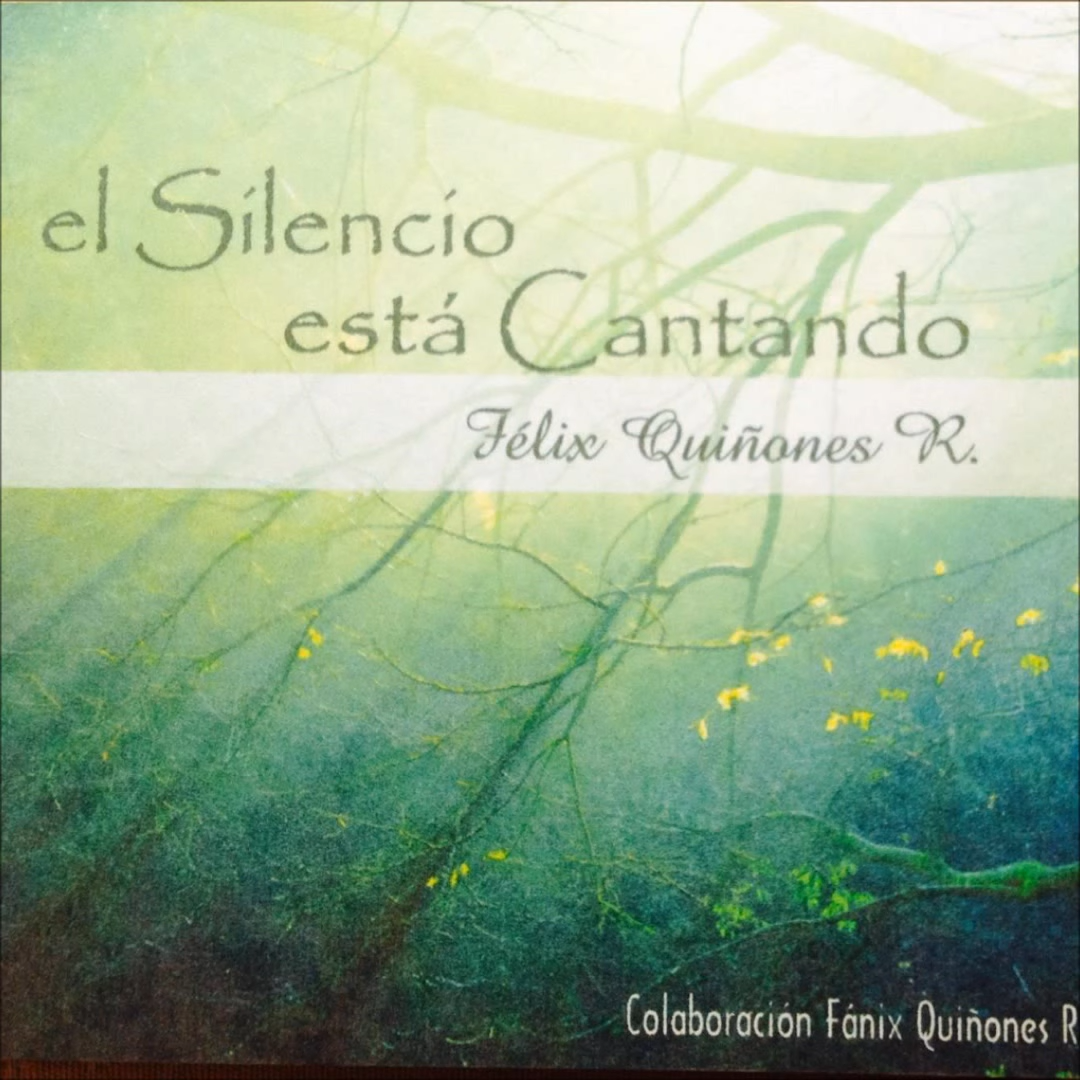 el Silencio
está Cantando
Félix Quiñones R.
Colaboración Fánix Quiñones R